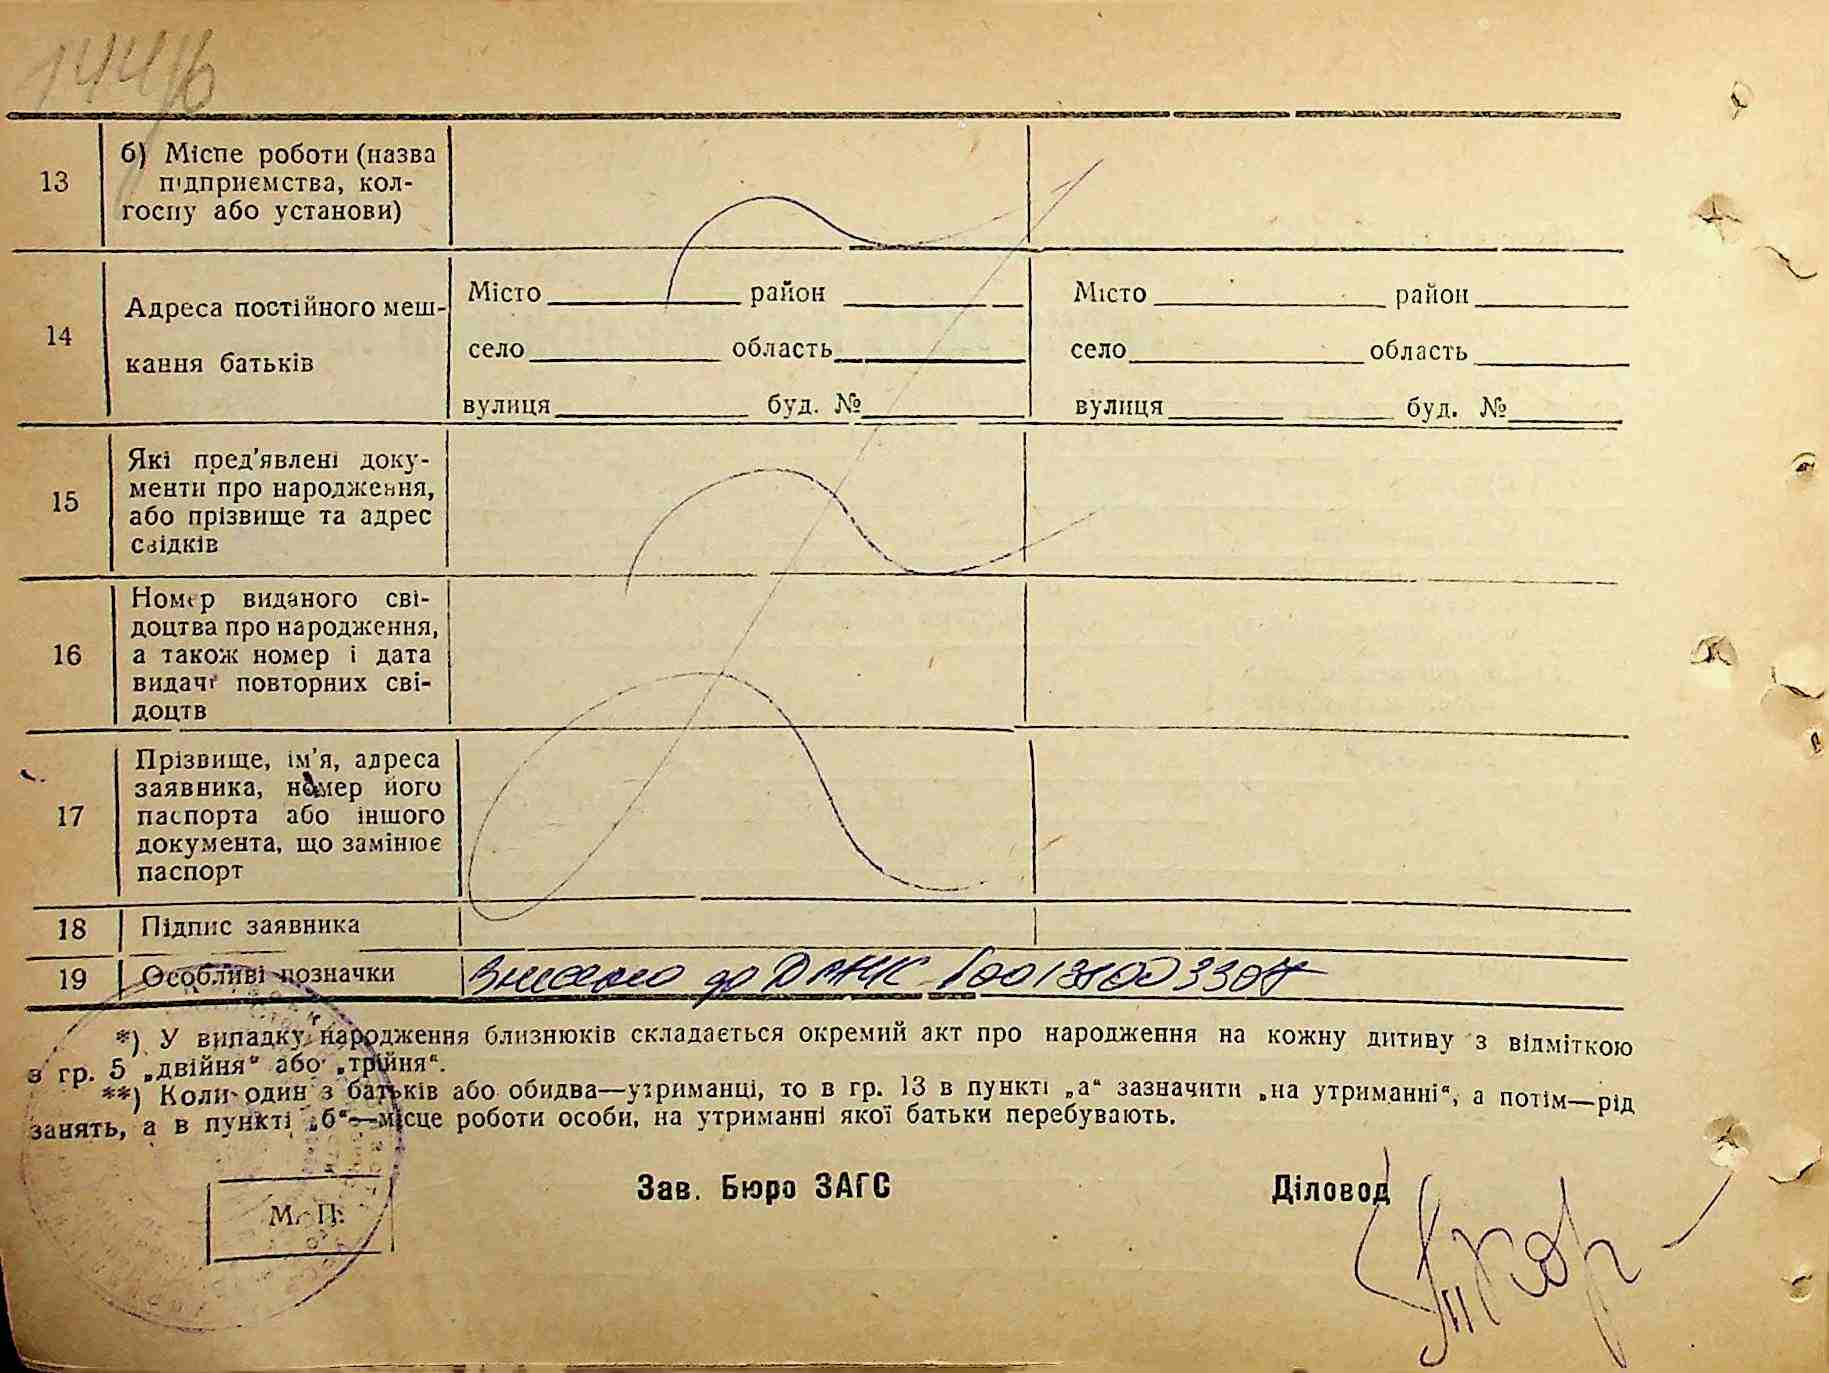 13
б) Місце роботи (назва
підприємства, кол-
госпу або установи)
14
Адреса постійного меш-
кання батьків
Місто район
село область
вулиця буд. №
Місто район
село область
вулиця буд. №
15
Які пред'явлені доку-
менти про народження,
або прізвище та адрес
свідків
16
Номер виданого сві-
доцтва про народження,
а також номер і дата
видачі повторних сві-
доцтв
17
Прізвище, ім'я, адреса
заявника, номер його
паспорта або іншого
документа, що замінює
паспорт
18
Підпис заявника
19
Особливі позначки
Внесено до
*) У випадку народження близнюків складається окремий акт про народження на кожну дитину з відміткою
в гр. 5 „двійня“ або „трійня“.
**) Коли один з батьків або обидва—утриманці, то в гр. 13 в пункті „а“ зазначити „на утриманні“, а потім—рід
занять, а в пункті „б“—місце роботи особи, на утриманні якої батьки перебувають.
М. П.
Зав. Бюро ЗАГС
Діловод